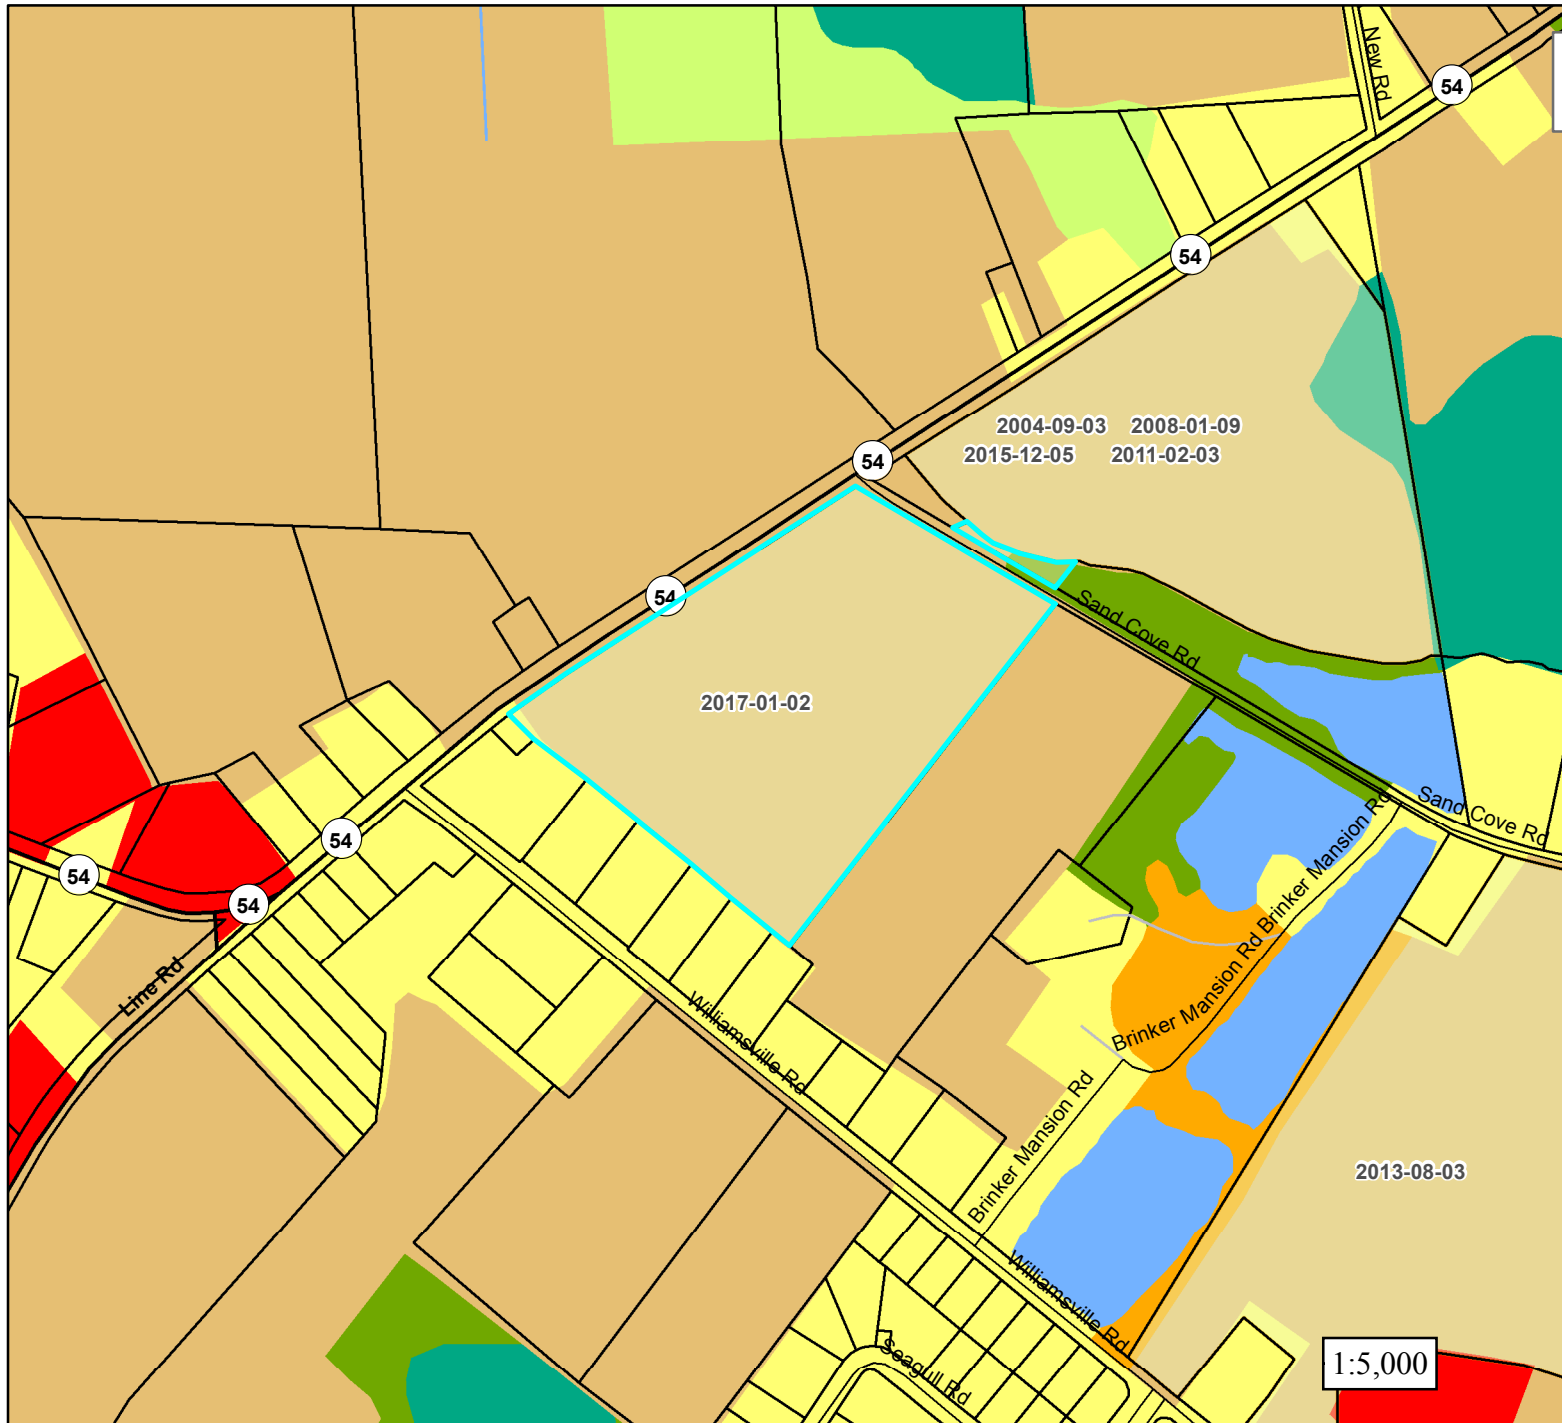 New Rd
54
54
2004-09-03 2008-01-09
2015-12-05 2011-02-03
54
54
Sand Cove Rd
2017-01-02
Sand Cove Rd
Brinker Mansion Rd
54
54
54
Brinker Mansion Rd
Line Rd
Williamsville Rd
Brinker Mansion Rd
2013-08-03
Williamsville Rd
Seagull Rd
1:5,000